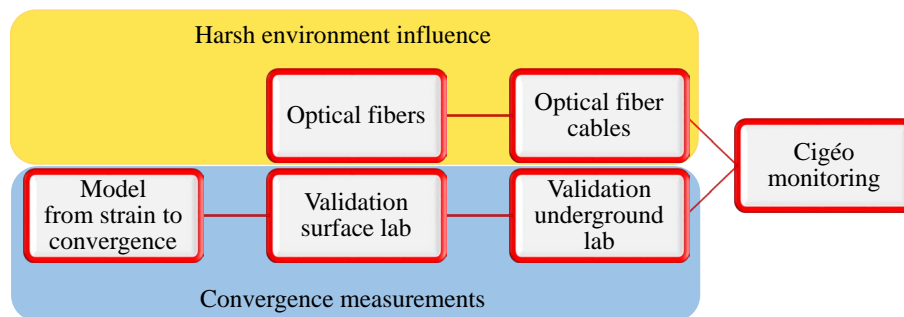 Harsh environment influence
Optical fibers
Optical fiber
cables
Cigéo
monitoring
Model
from strain to
convergence
Validation
surface lab
Validation
underground
lab
Convergence measurements